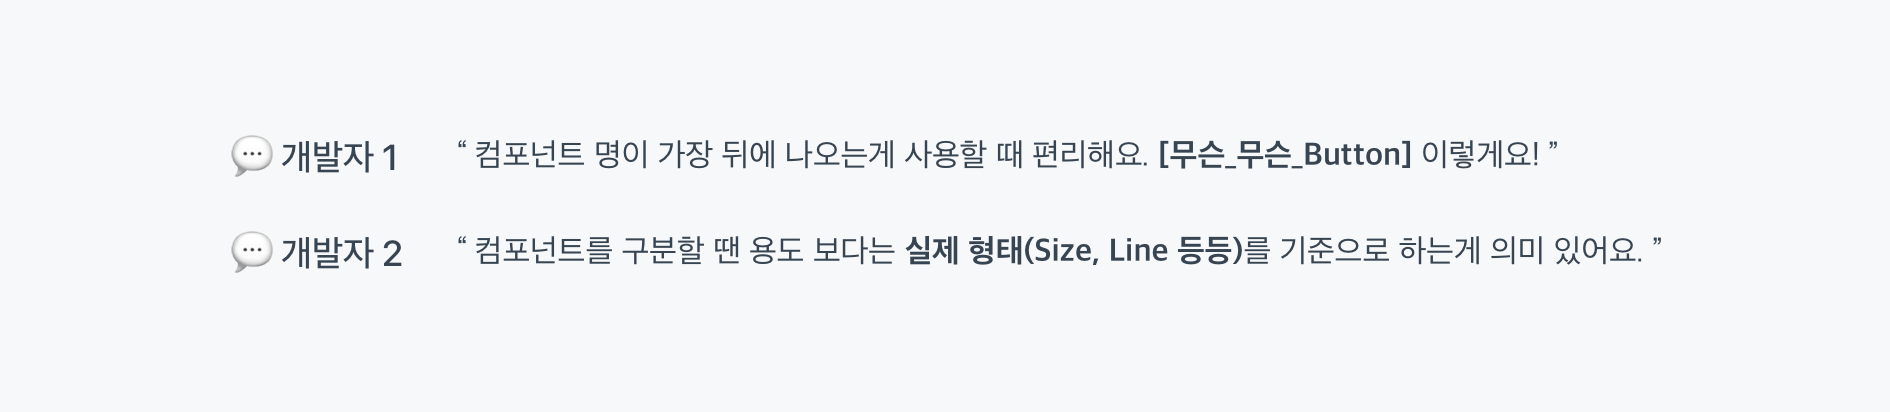 💬 개발자 1 “ 컴포넌트 명이 가장 뒤에 나오는게 사용할 때 편리해요. [무슨_무슨_Button] 이렇게요! ”
💬 개발자 2 “ 컴포넌트를 구분할 땐 용도 보다는 실제 형태(Size, Line 등등)를 기준으로 하는게 의미 있어요. ”